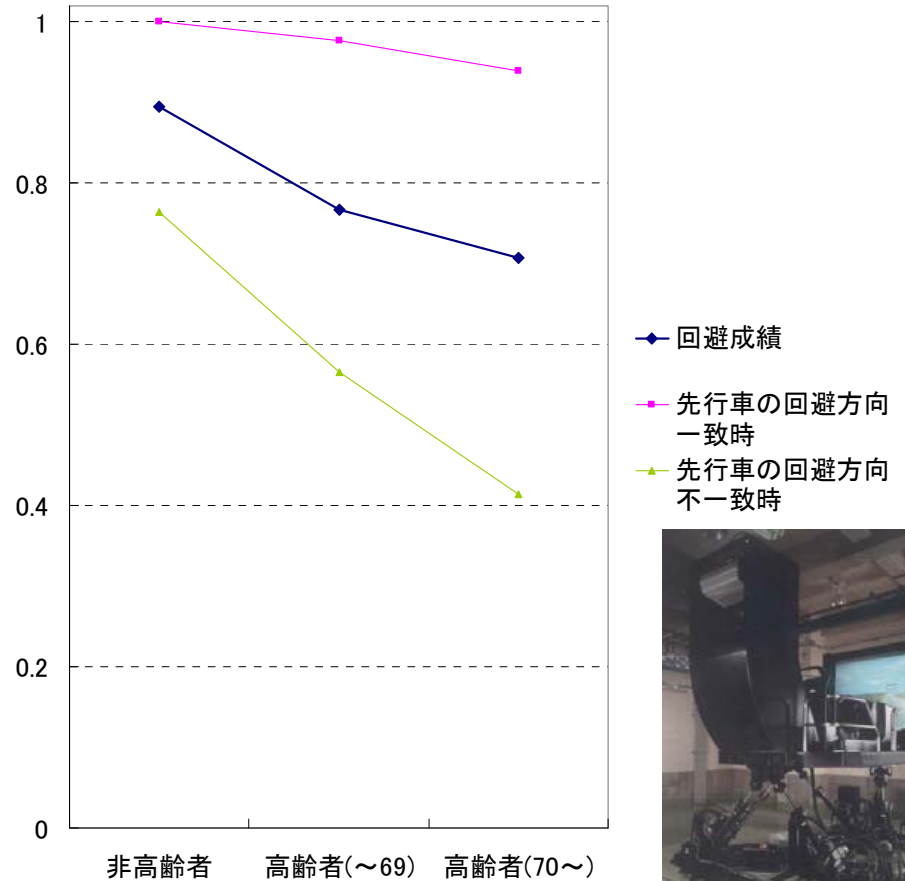 1
0.8
0.6
0.4
0.2
0
非高齢者
高齢者(～69)
高齢者(70～)
回避成績
先行車の回避方向
一致時
先行車の回避方向
不一致時